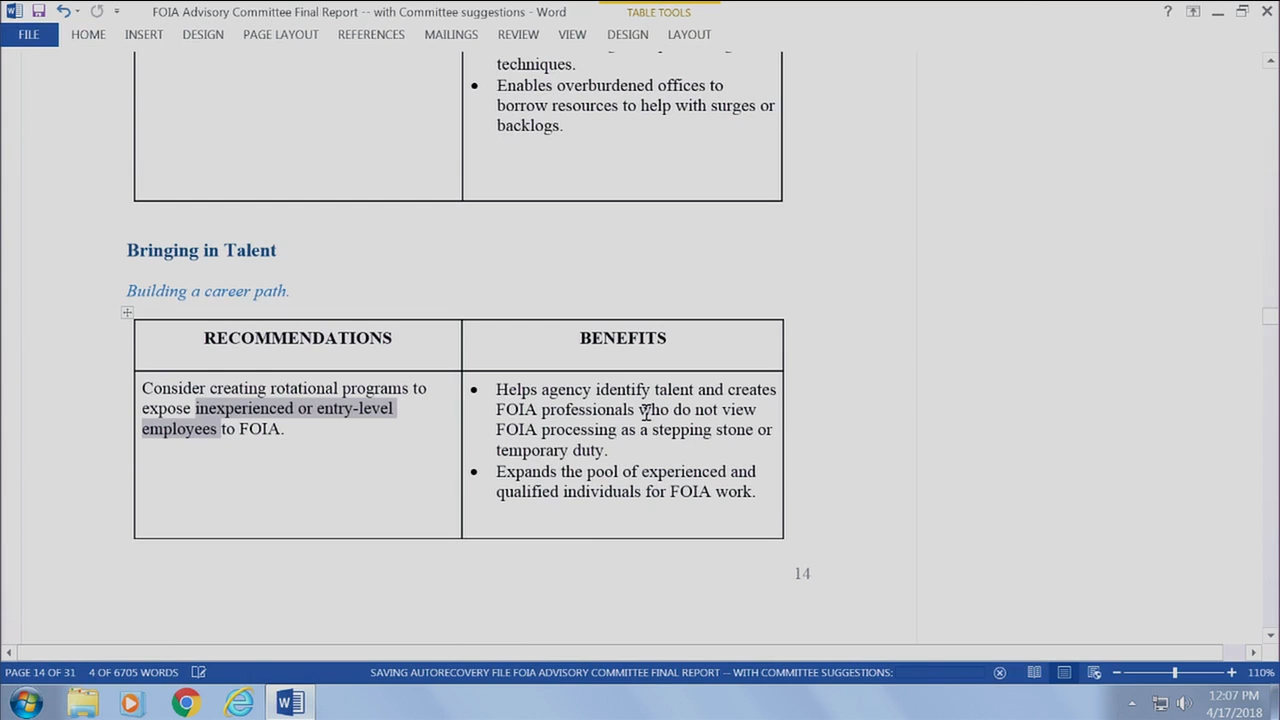 FOIA Advisory Committee Final Report -- with Committee suggestions - Word
TABLE TOOLS
?
FILE
HOME
INSERT
DESIGN
PAGE LAYOUT
REFERENCES
MAILINGS
REVIEW
VIEW
DESIGN
LAYOUT
techniques.
• Enables overburdened offices to
borrow resources to help with surges or
backlogs.
Bringing in Talent
Building a career path.
RECOMMENDATIONS
BENEFITS
Consider creating rotational programs to
expose inexperienced or entry-level
employees to FOIA.
• Helps agency identify talent and creates
FOIA professionals who do not view
FOIA processing as a stepping stone or
temporary duty.
• Expands the pool of experienced and
qualified individuals for FOIA work.
14
PAGE 14 OF 31
4 OF 6705 WORDS
SAVING AUTORECOVERY FILE FOIA ADVISORY COMMITTEE FINAL REPORT -- WITH COMMITTEE SUGGESTIONS:
110%
12:07 PM
4/17/2018